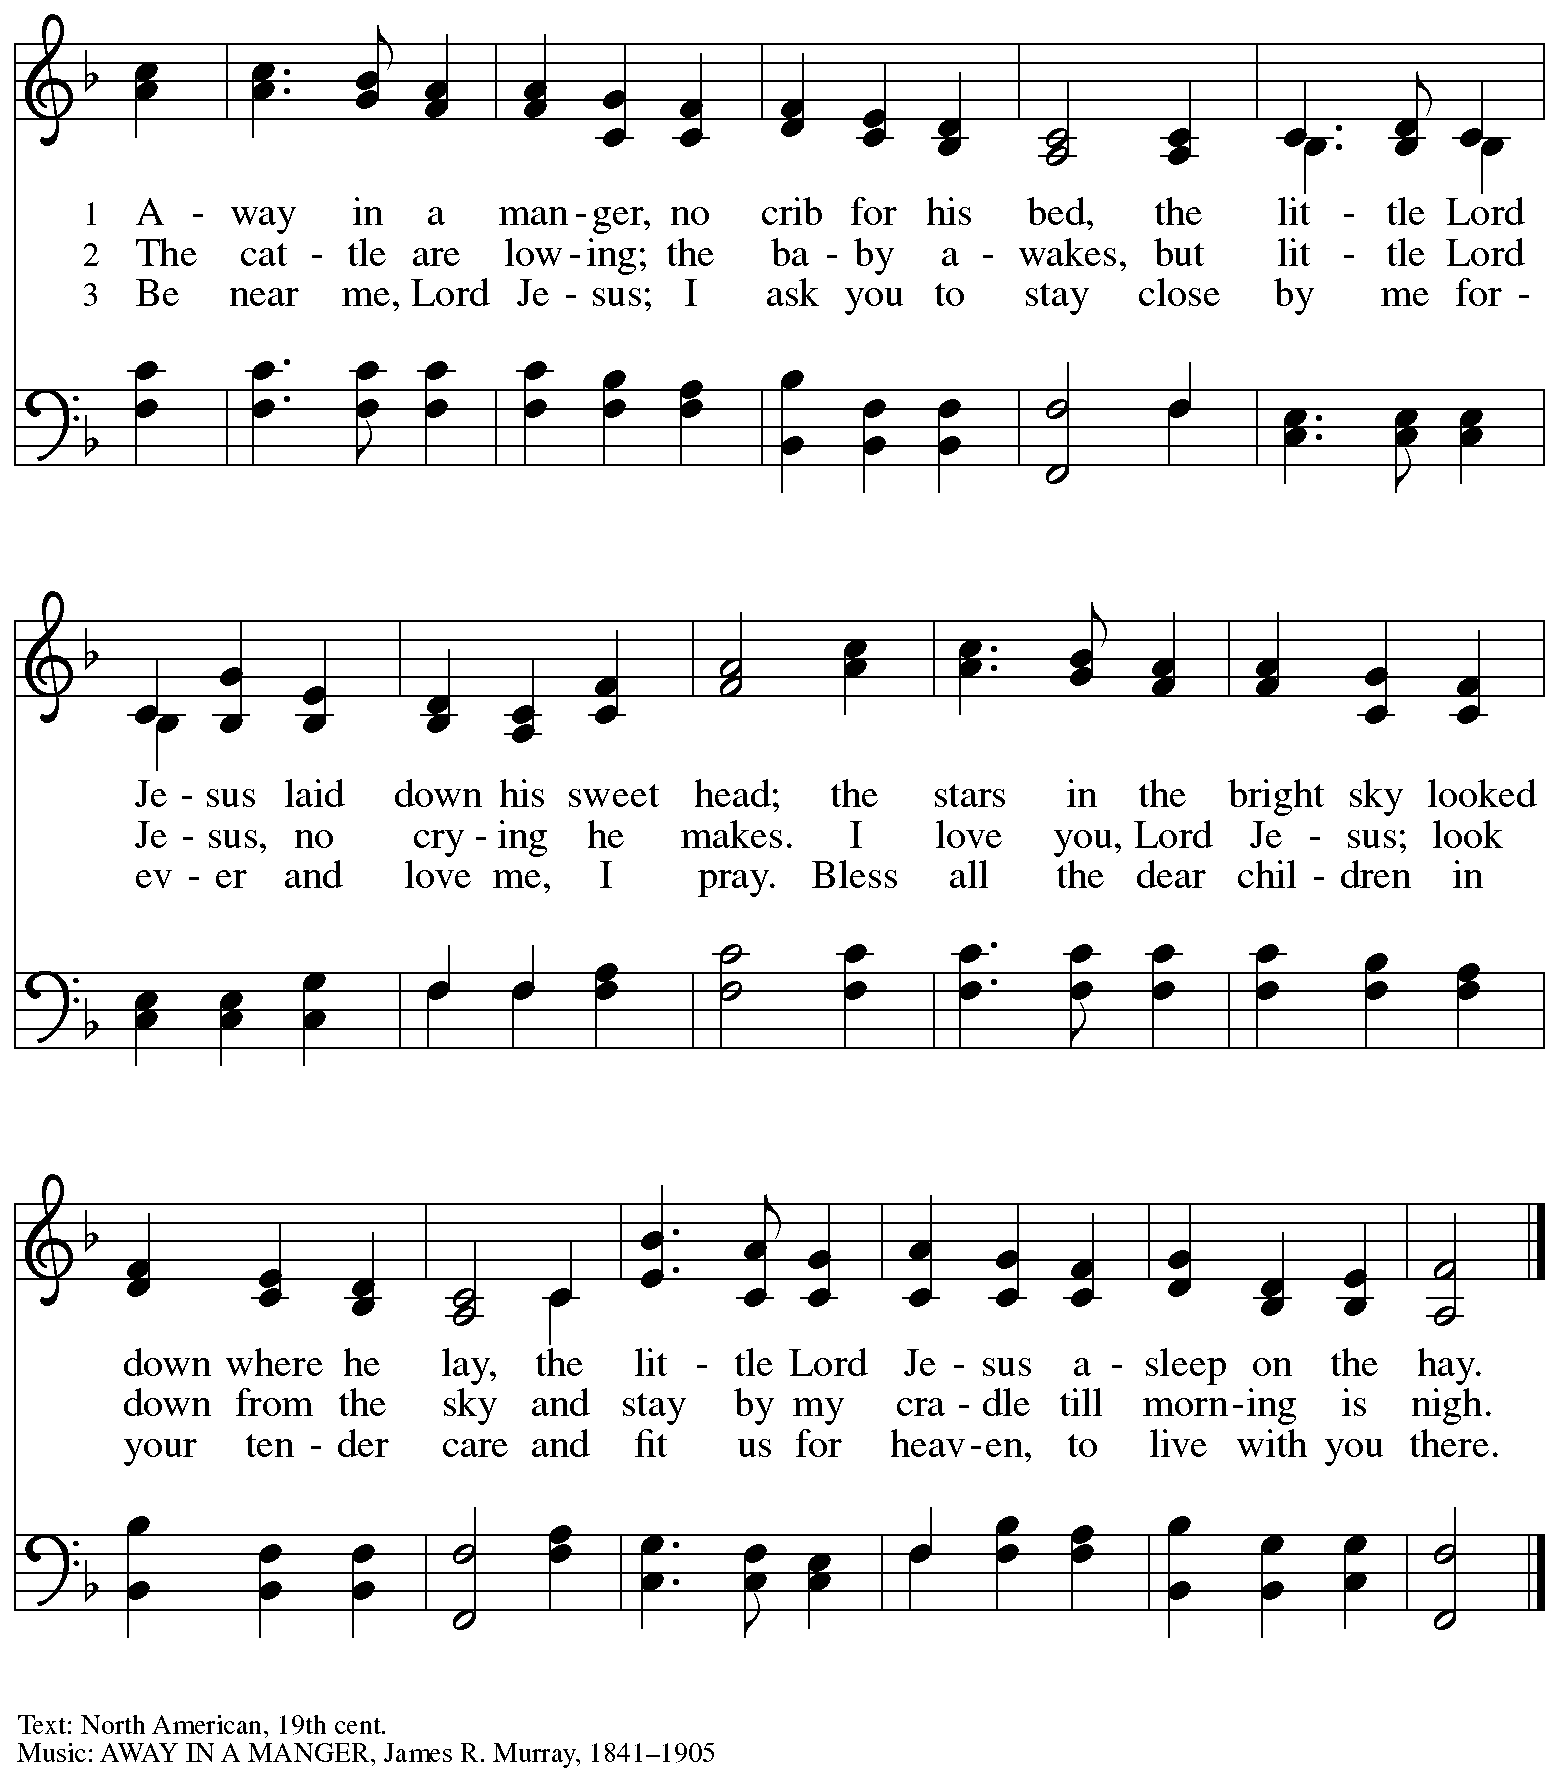 1 A - way in a man - ger, no crib for his bed, the lit - tle Lord
2 The cat - tle are low - ing; the ba - by a - wakes, but lit - tle Lord
3 Be near me, Lord Je - sus; I ask you to stay close by me for -
Je - sus laid down his sweet head; the stars in the bright sky looked
Je - sus, no cry - ing he makes. I love you, Lord Je - sus; look
ev - er and love me, I pray. Bless all the dear chil - dren in
down where he lay, the lit - tle Lord Je - sus a - sleep on the hay.
down from the sky and stay by my cra - dle till morn - ing is nigh.
your ten - der care and fit us for heav - en, to live with you there.
Text: North American, 19th cent.
Music: AWAY IN A MANGER, James R. Murray, 1841–1905